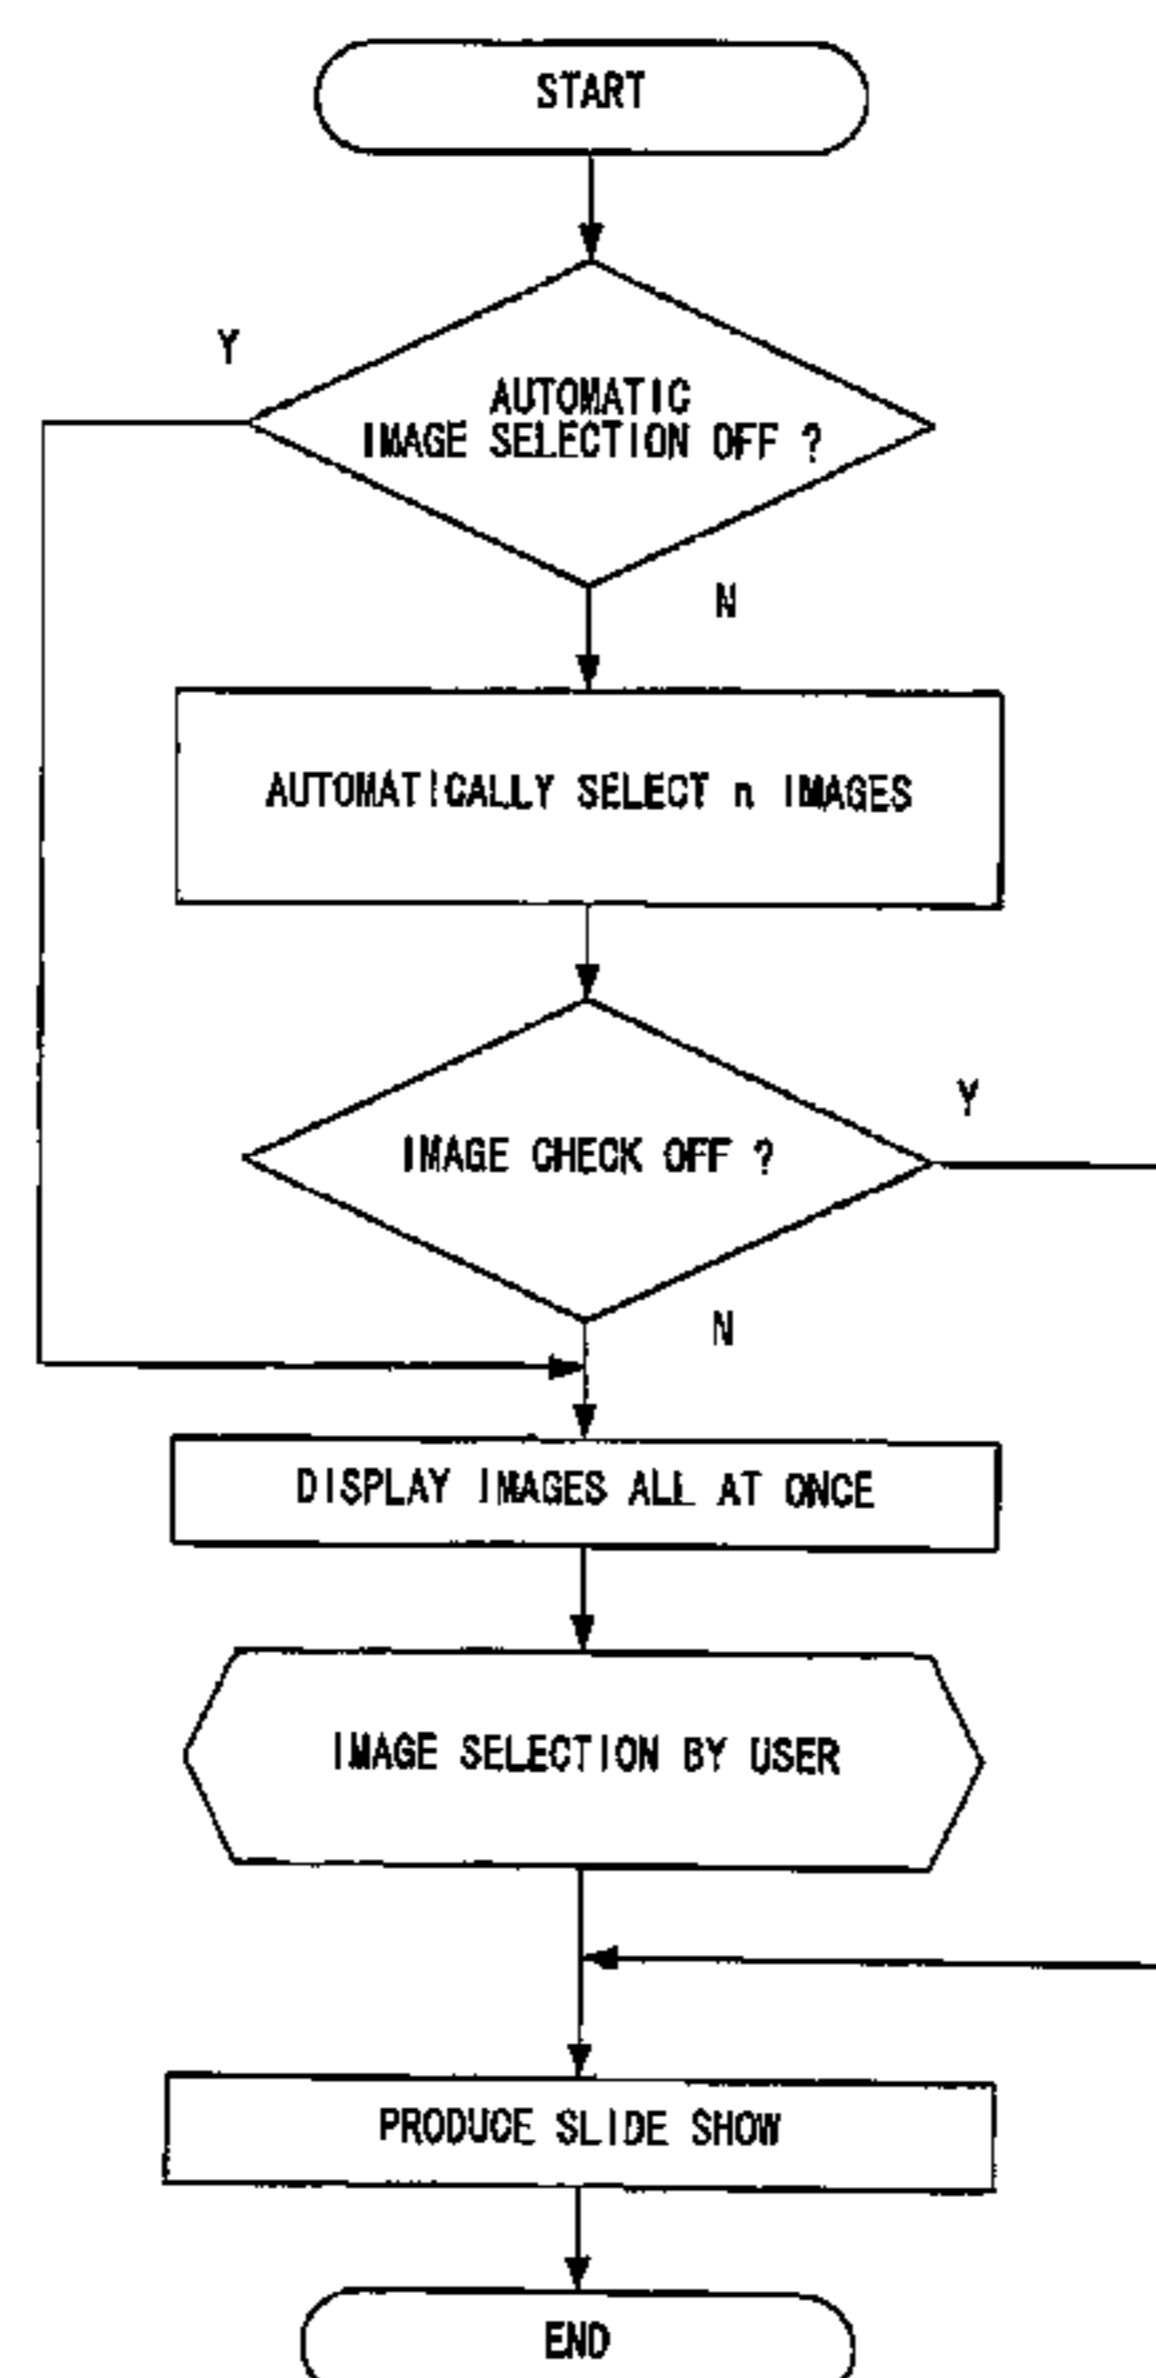 START
Y
AUTOMATIC
IMAGE SELECTION OFF ?
N
AUTOMATICALLY SELECT n IMAGES
Y
IMAGE CHECK OFF ?
N
DISPLAY IMAGES ALL AT ONCE
IMAGE SELECTION BY USER
PRODUCE SLIDE SHOW
END